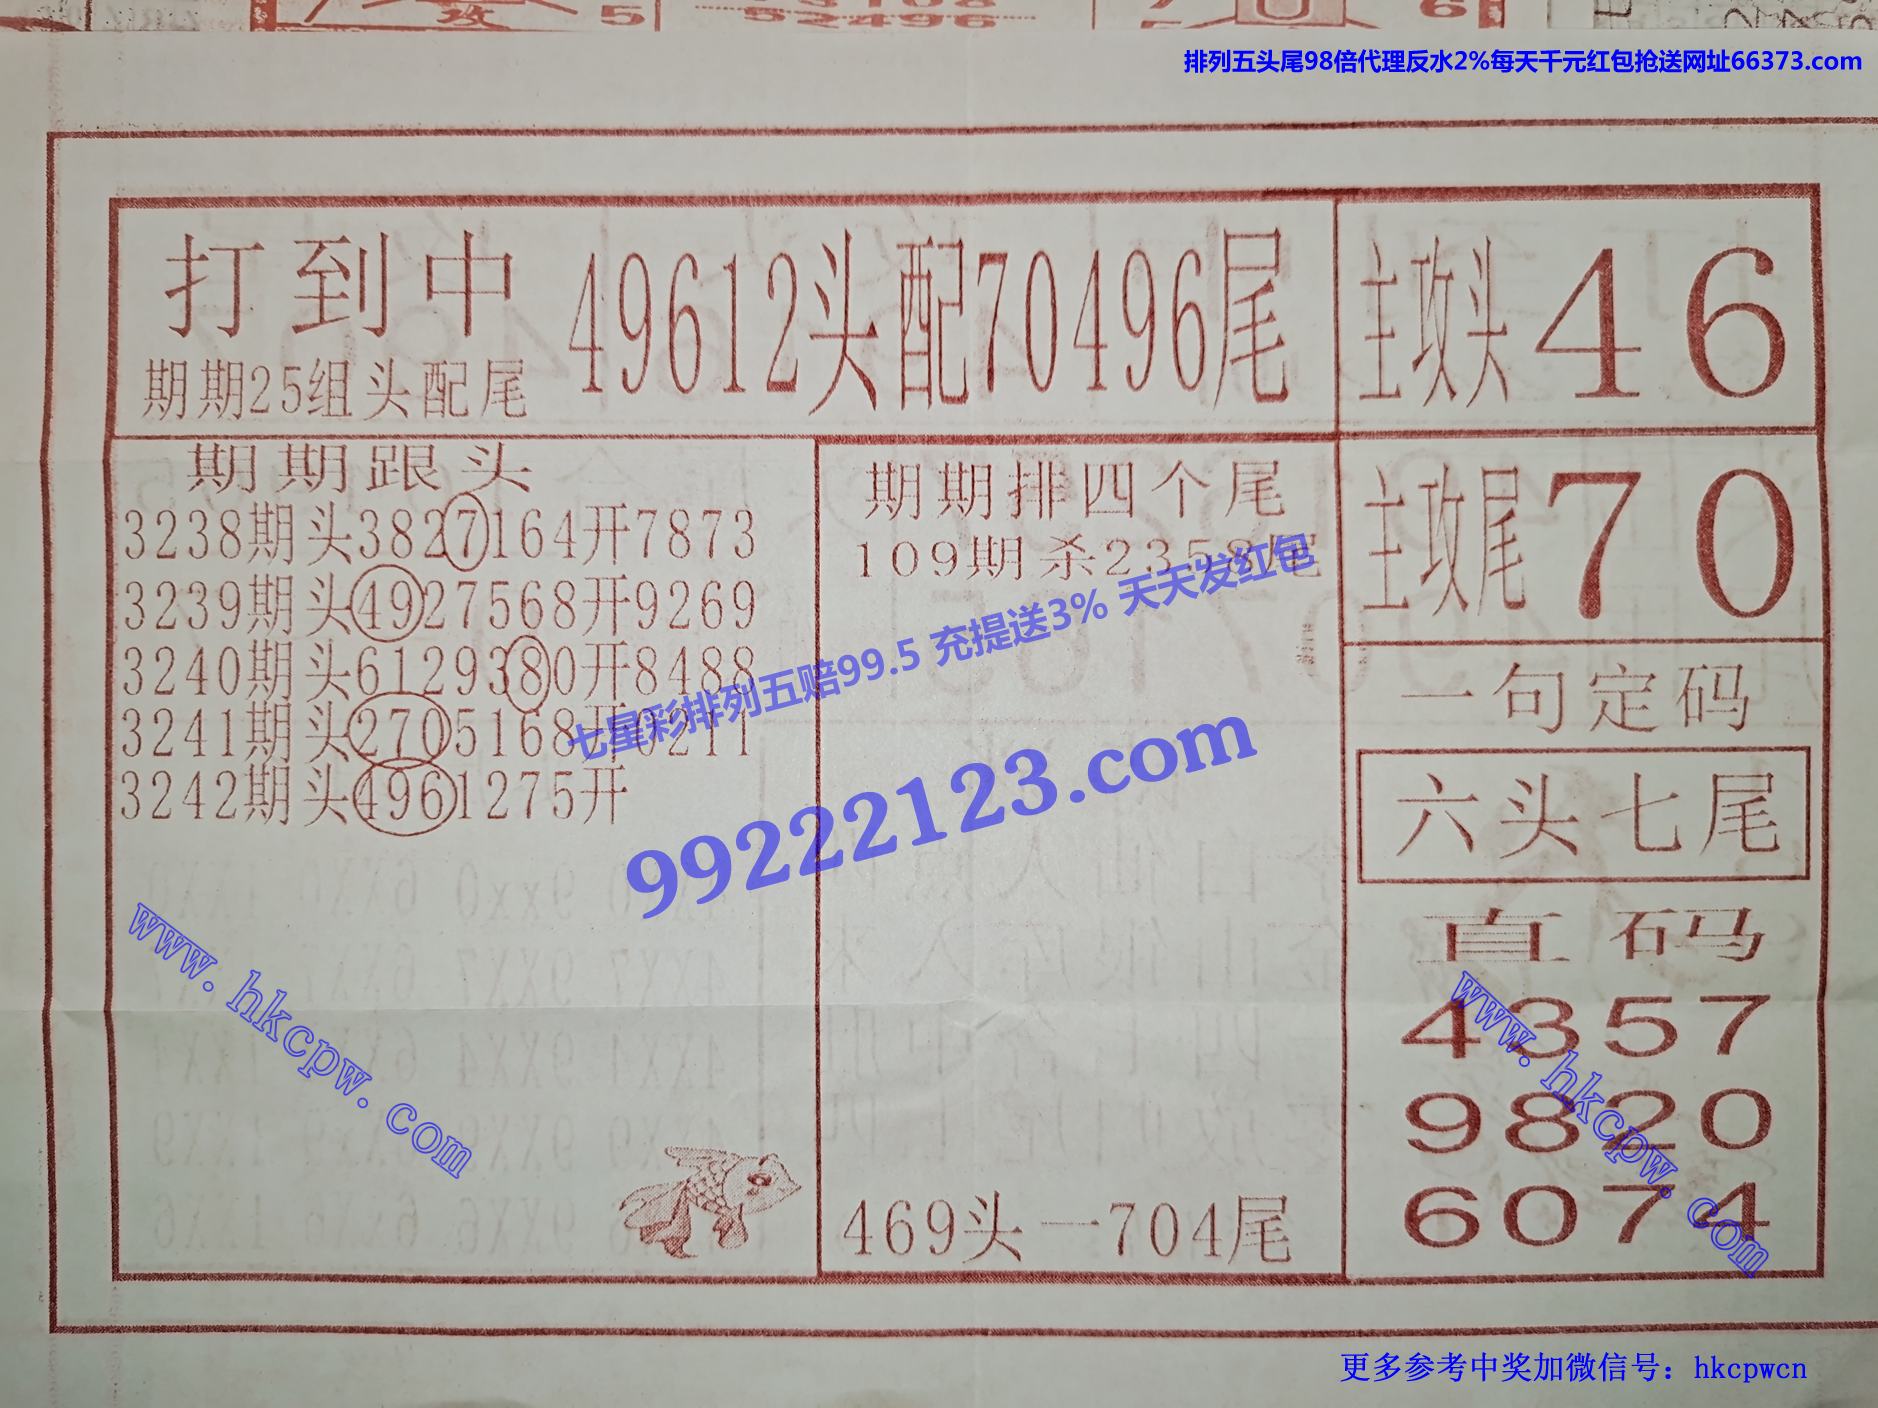 52496
排列五头尾98倍代理反水2%每天千元红包抢送网址66373.com
打到中
期期25组头配尾
49612头配70496尾
主攻头46
期期跟头
3238期头3827164开7873
3239期头4927568开9269
3240期头6129380开8488
3241期头2705168开0211
3242期头4961275开
期期排四个尾
109期杀2358尾
469头一704尾
主攻尾70
一句定码
六头七尾
直码
4357
9820
6074
七星彩排列五赔99.5 充提送3% 天天发红包
99222123.com
www.hkcpw.com
www.hkcpw.com
更多参考中奖加微信号：hkcpwcn